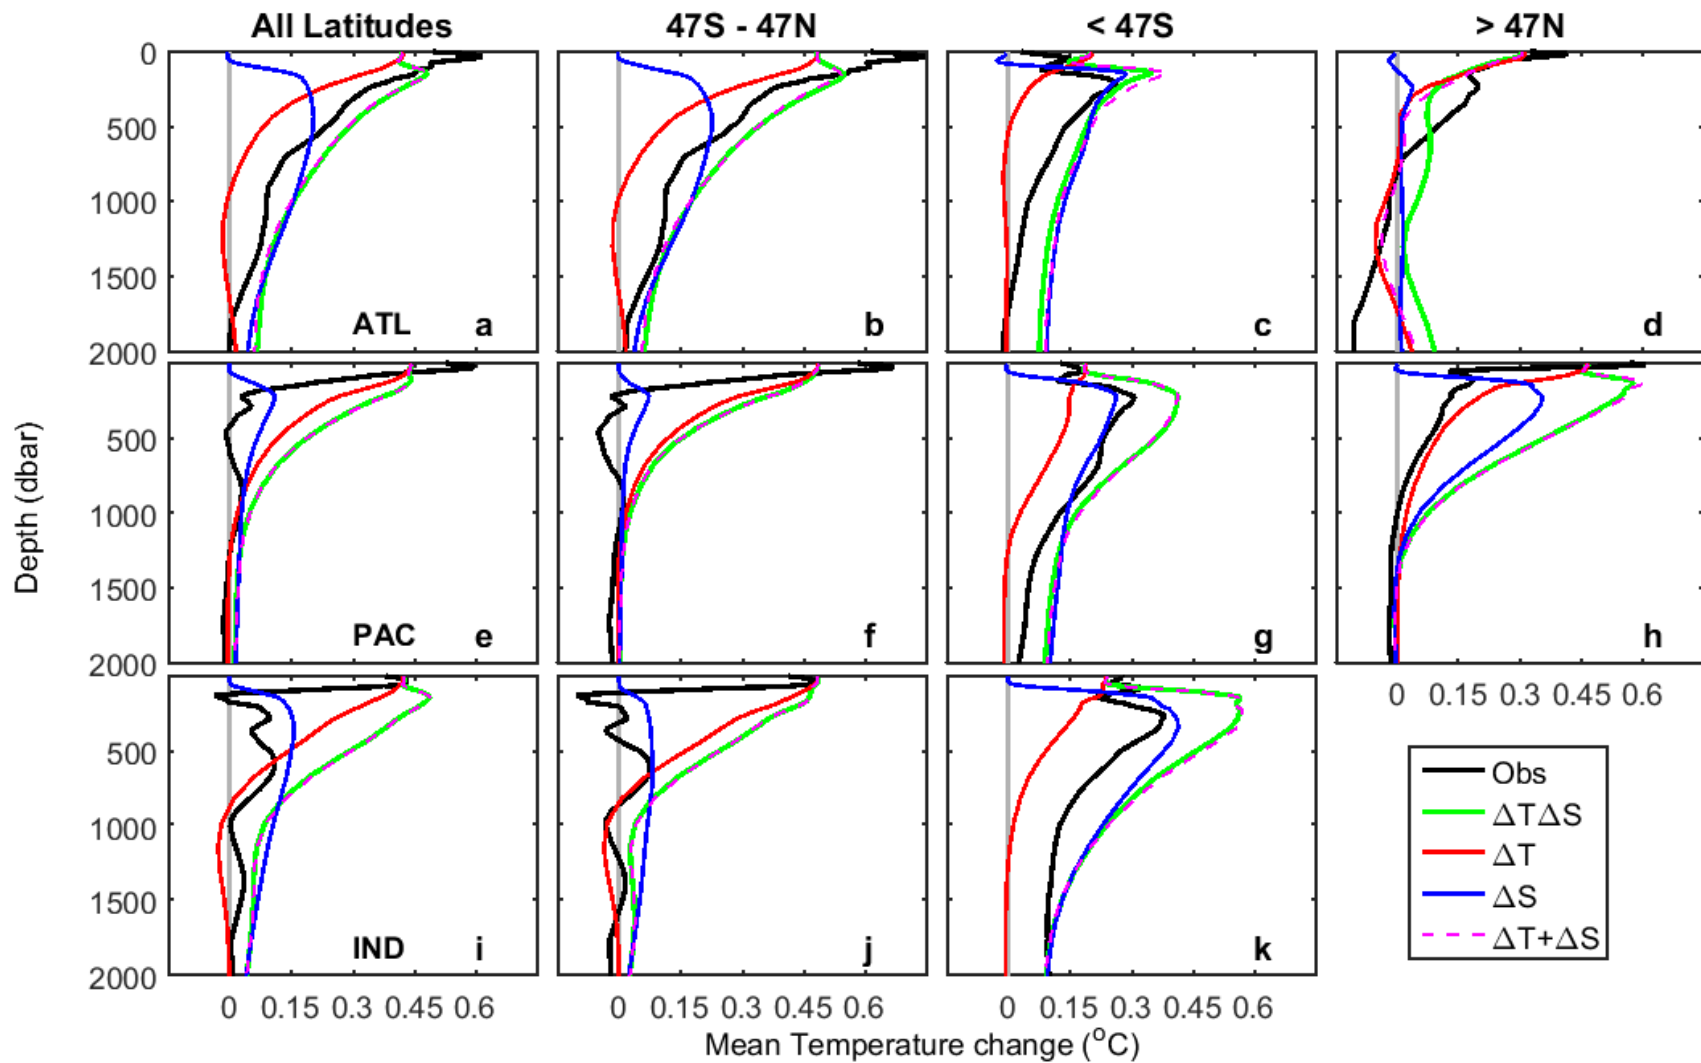 All Latitudes 47S - 47N < 47S > 47N
0
500
1000
1500
2000
ATL a b c d
500
1000
1500
2000
PAC e f g h
0 0.15 0.3 0.45 0.6
500
1000
1500
2000
IND i j k
Obs
ΔTΔS
ΔT
ΔS
ΔT+ΔS
0 0.15 0.3 0.45 0.6 0 0.15 0.3 0.45 0.6 0 0.15 0.3 0.45 0.6
Depth (dbar)
Mean Temperature change (°C)